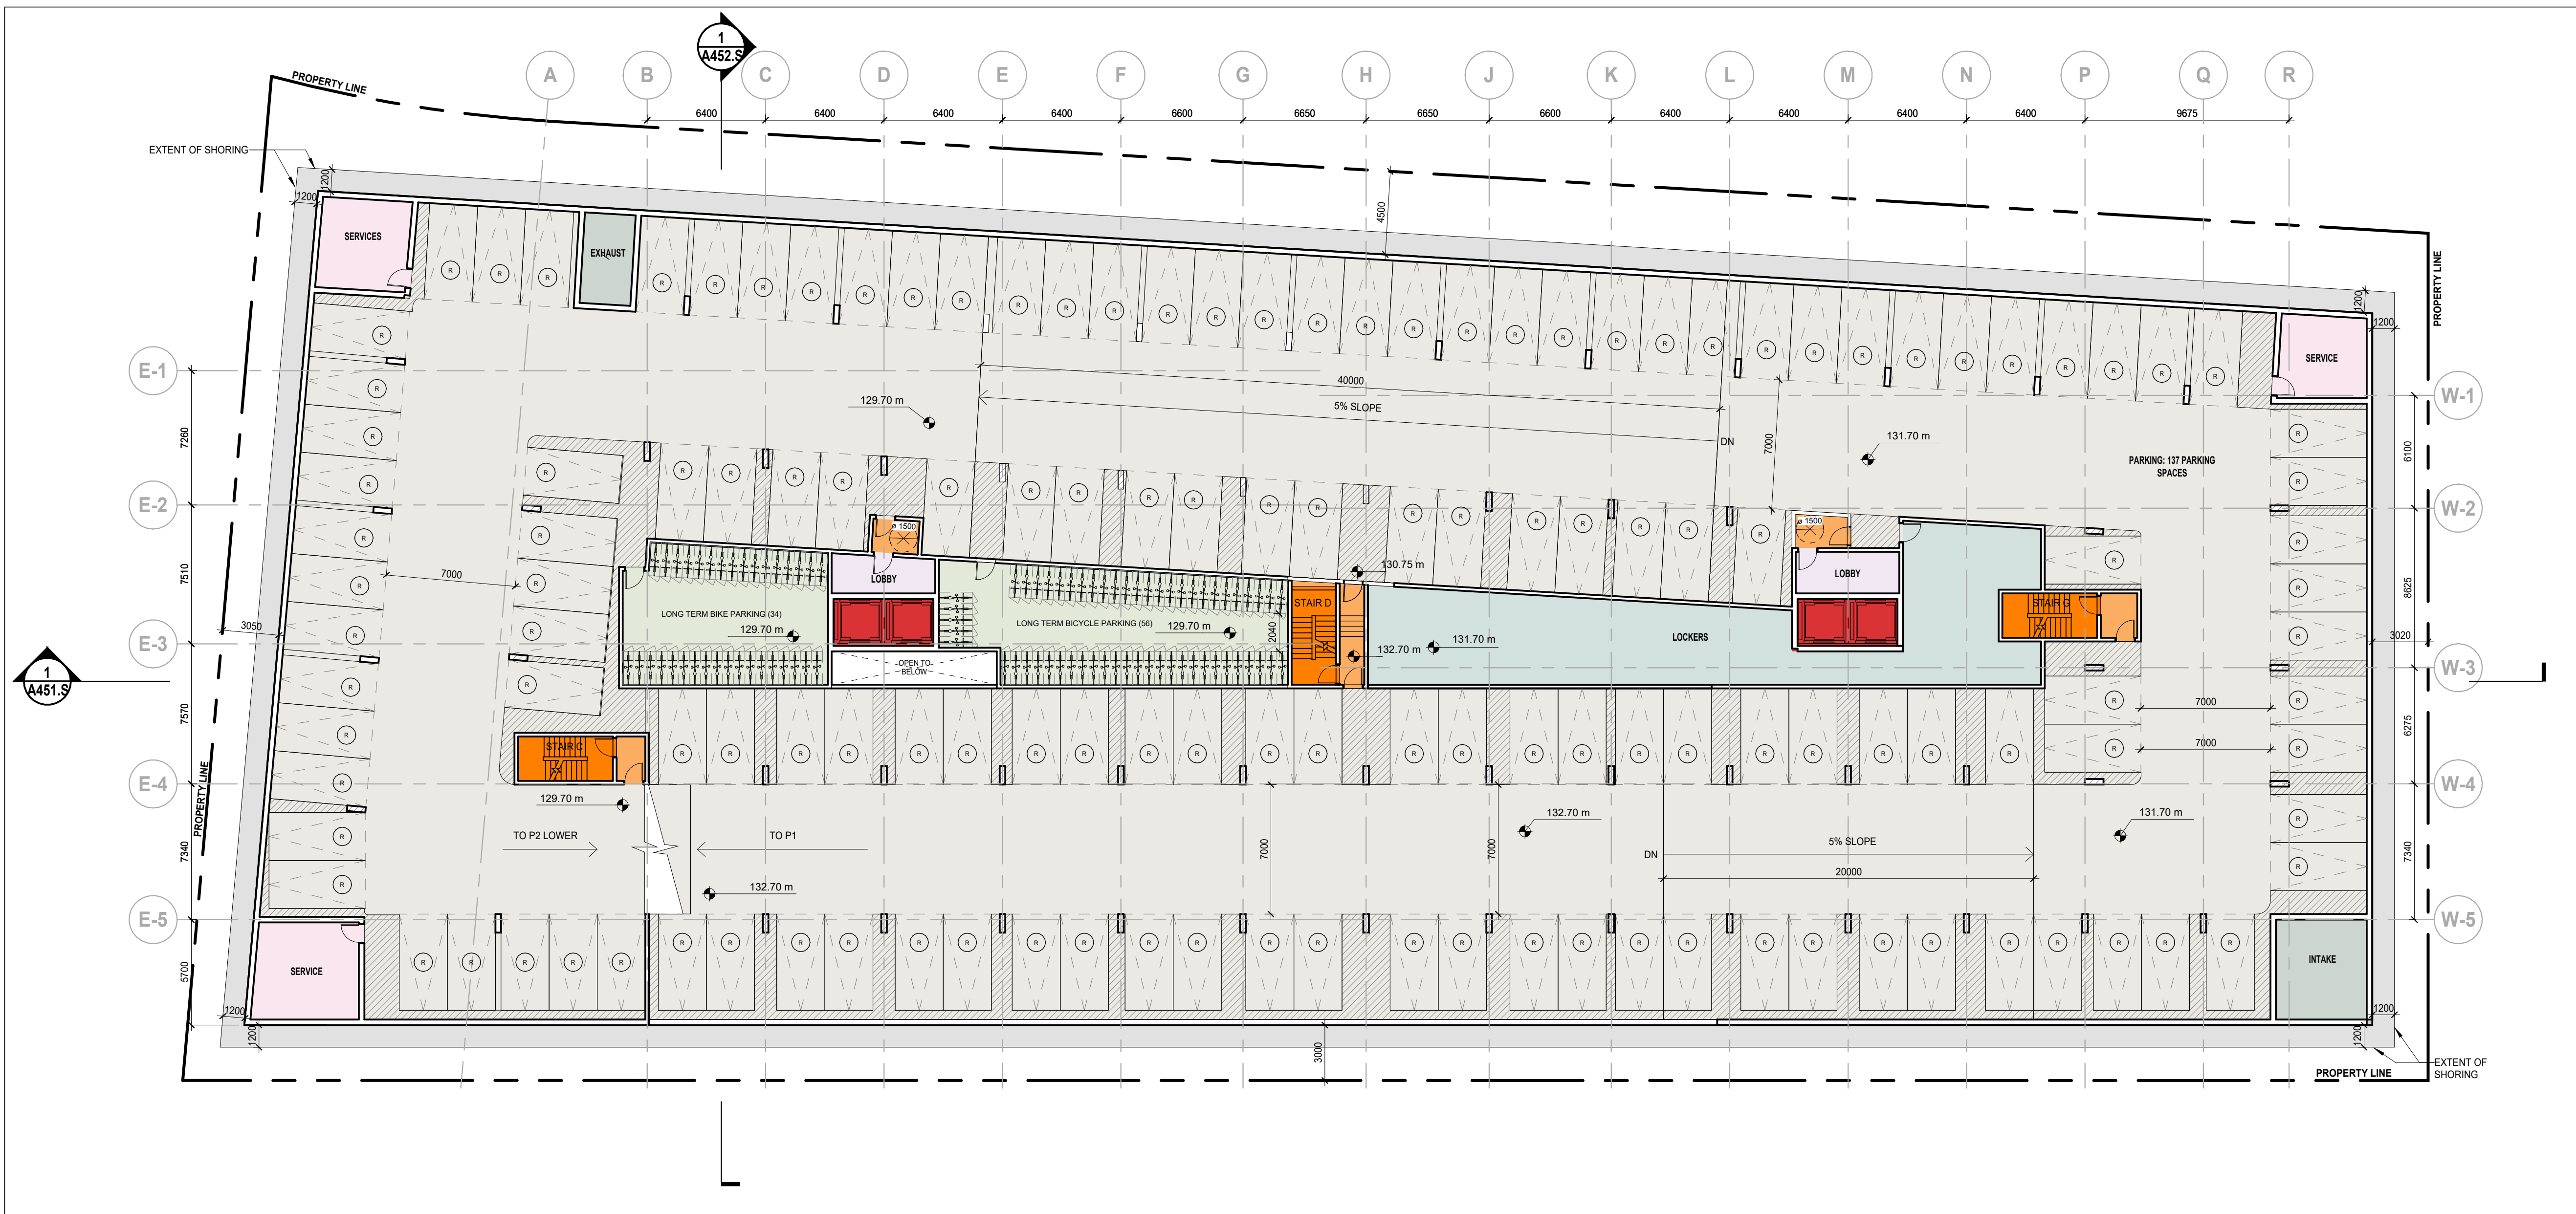 1
A452.S
A
B
C
D
E
F
G
H
J
K
L
M
N
P
Q
R
PROPERTY LINE
6400
6400
6400
6400
6600
6650
6650
6600
6400
6400
6400
6400
9675
EXTENT OF SHORING
1200
1200
4500
SERVICES
EXHAUST
PROPERTY LINE
1200
1200
SERVICE
E-1
W-1
40000
5% SLOPE
DN
129.70 m
131.70 m
7000
7260
6100
PARKING: 137 PARKING
SPACES
E-2
W-2
ø 1500
ø 1500
7510
7000
LOBBY
130.75 m
LOBBY
8625
LONG TERM BIKE PARKING (34)
129.70 m
LONG TERM BICYCLE PARKING (56)
129.70 m
2040
STAIR D
STAIR G
LOCKERS
131.70 m
132.70 m
3050
3020
E-3
W-3
OPEN TO
BELOW
1
A451.S
7570
7000
6275
7000
STAIR C
PROPERTY LINE
E-4
W-4
129.70 m
TO P2 LOWER
TO P1
132.70 m
7000
7000
132.70 m
DN
5% SLOPE
20000
131.70 m
7340
7340
E-5
W-5
5700
SERVICE
INTAKE
1200
1200
3000
1200
1200
EXTENT OF
SHORING
PROPERTY LINE